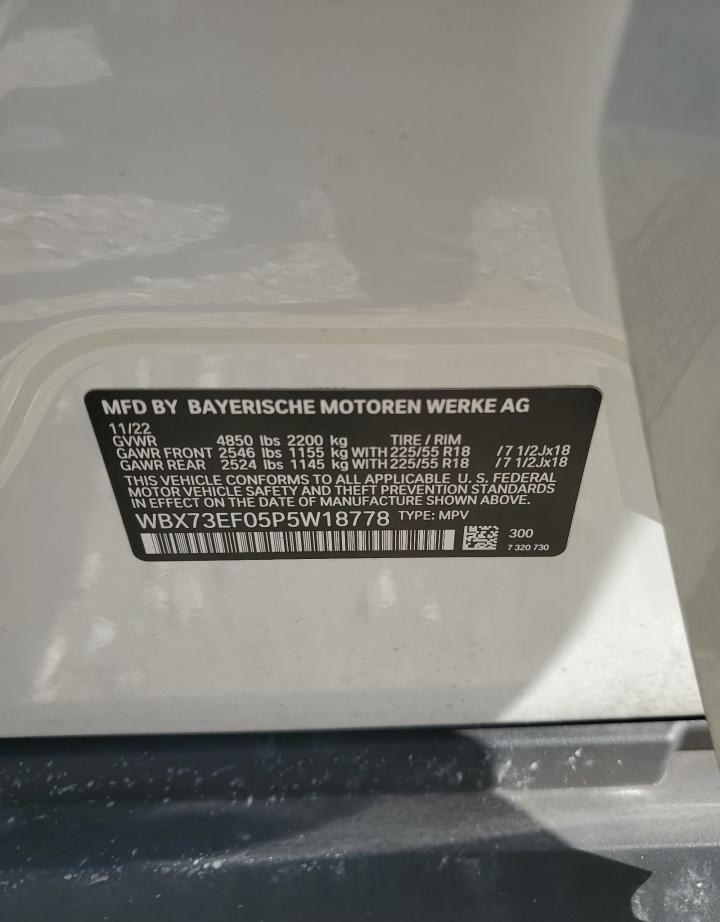 MFD BY BAYERISCHE MOTOREN WERKE AG
11/22
GVWR 4850 lbs 2200 kg TIRE / RIM
GAWR FRONT 2546 lbs 1155 kg WITH 225/55 R18 /7 1/2Jx18
GAWR REAR 2524 lbs 1145 kg WITH 225/55 R18 /7 1/2Jx18
THIS VEHICLE CONFORMS TO ALL APPLICABLE U. S. FEDERAL
MOTOR VEHICLE SAFETY AND THEFT PREVENTION STANDARDS
IN EFFECT ON THE DATE OF MANUFACTURE SHOWN ABOVE.
WBX73EF05P5W18778 TYPE: MPV
300
7 320 730